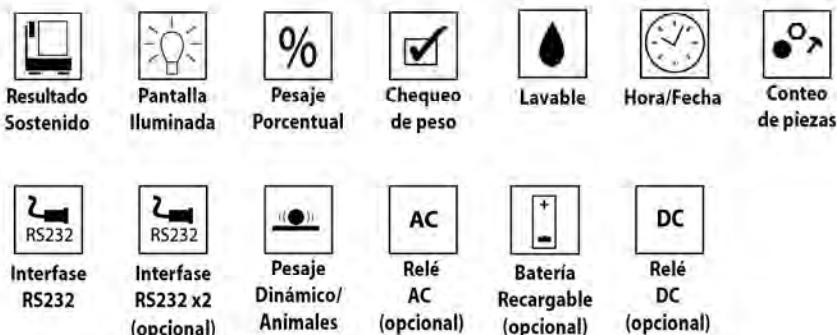 %
Resultado Sostenido
Pantalla Iluminada
Pesaje Porcentual
Chequeo de peso
Lavable
Hora/Fecha
Conteo de piezas
RS232
RS232
AC
+
-
DC
Interfase RS232
Interfase RS232 x2 (opcional)
Pesaje Dinámico/ Animales
Relé AC (opcional)
Batería Recargable (opcional)
Relé DC (opcional)